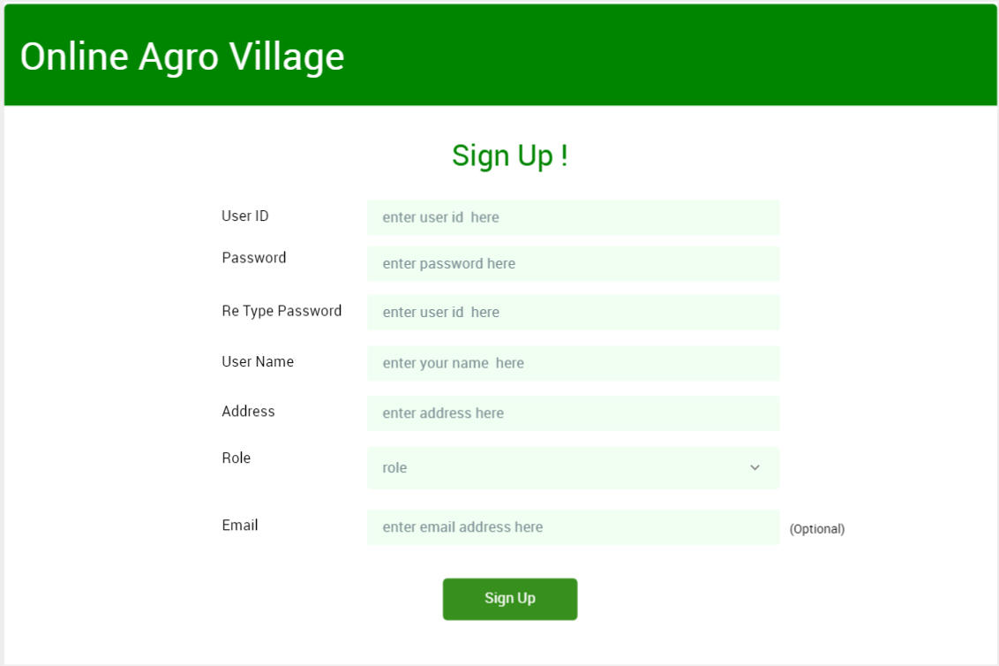 Online Agro Village
Sign Up !
User ID enter user id  here
Password enter password here
Re Type Password enter user id  here
User Name enter your name  here
Address enter address here
Role role
Email enter email address here (Optional)
Sign Up